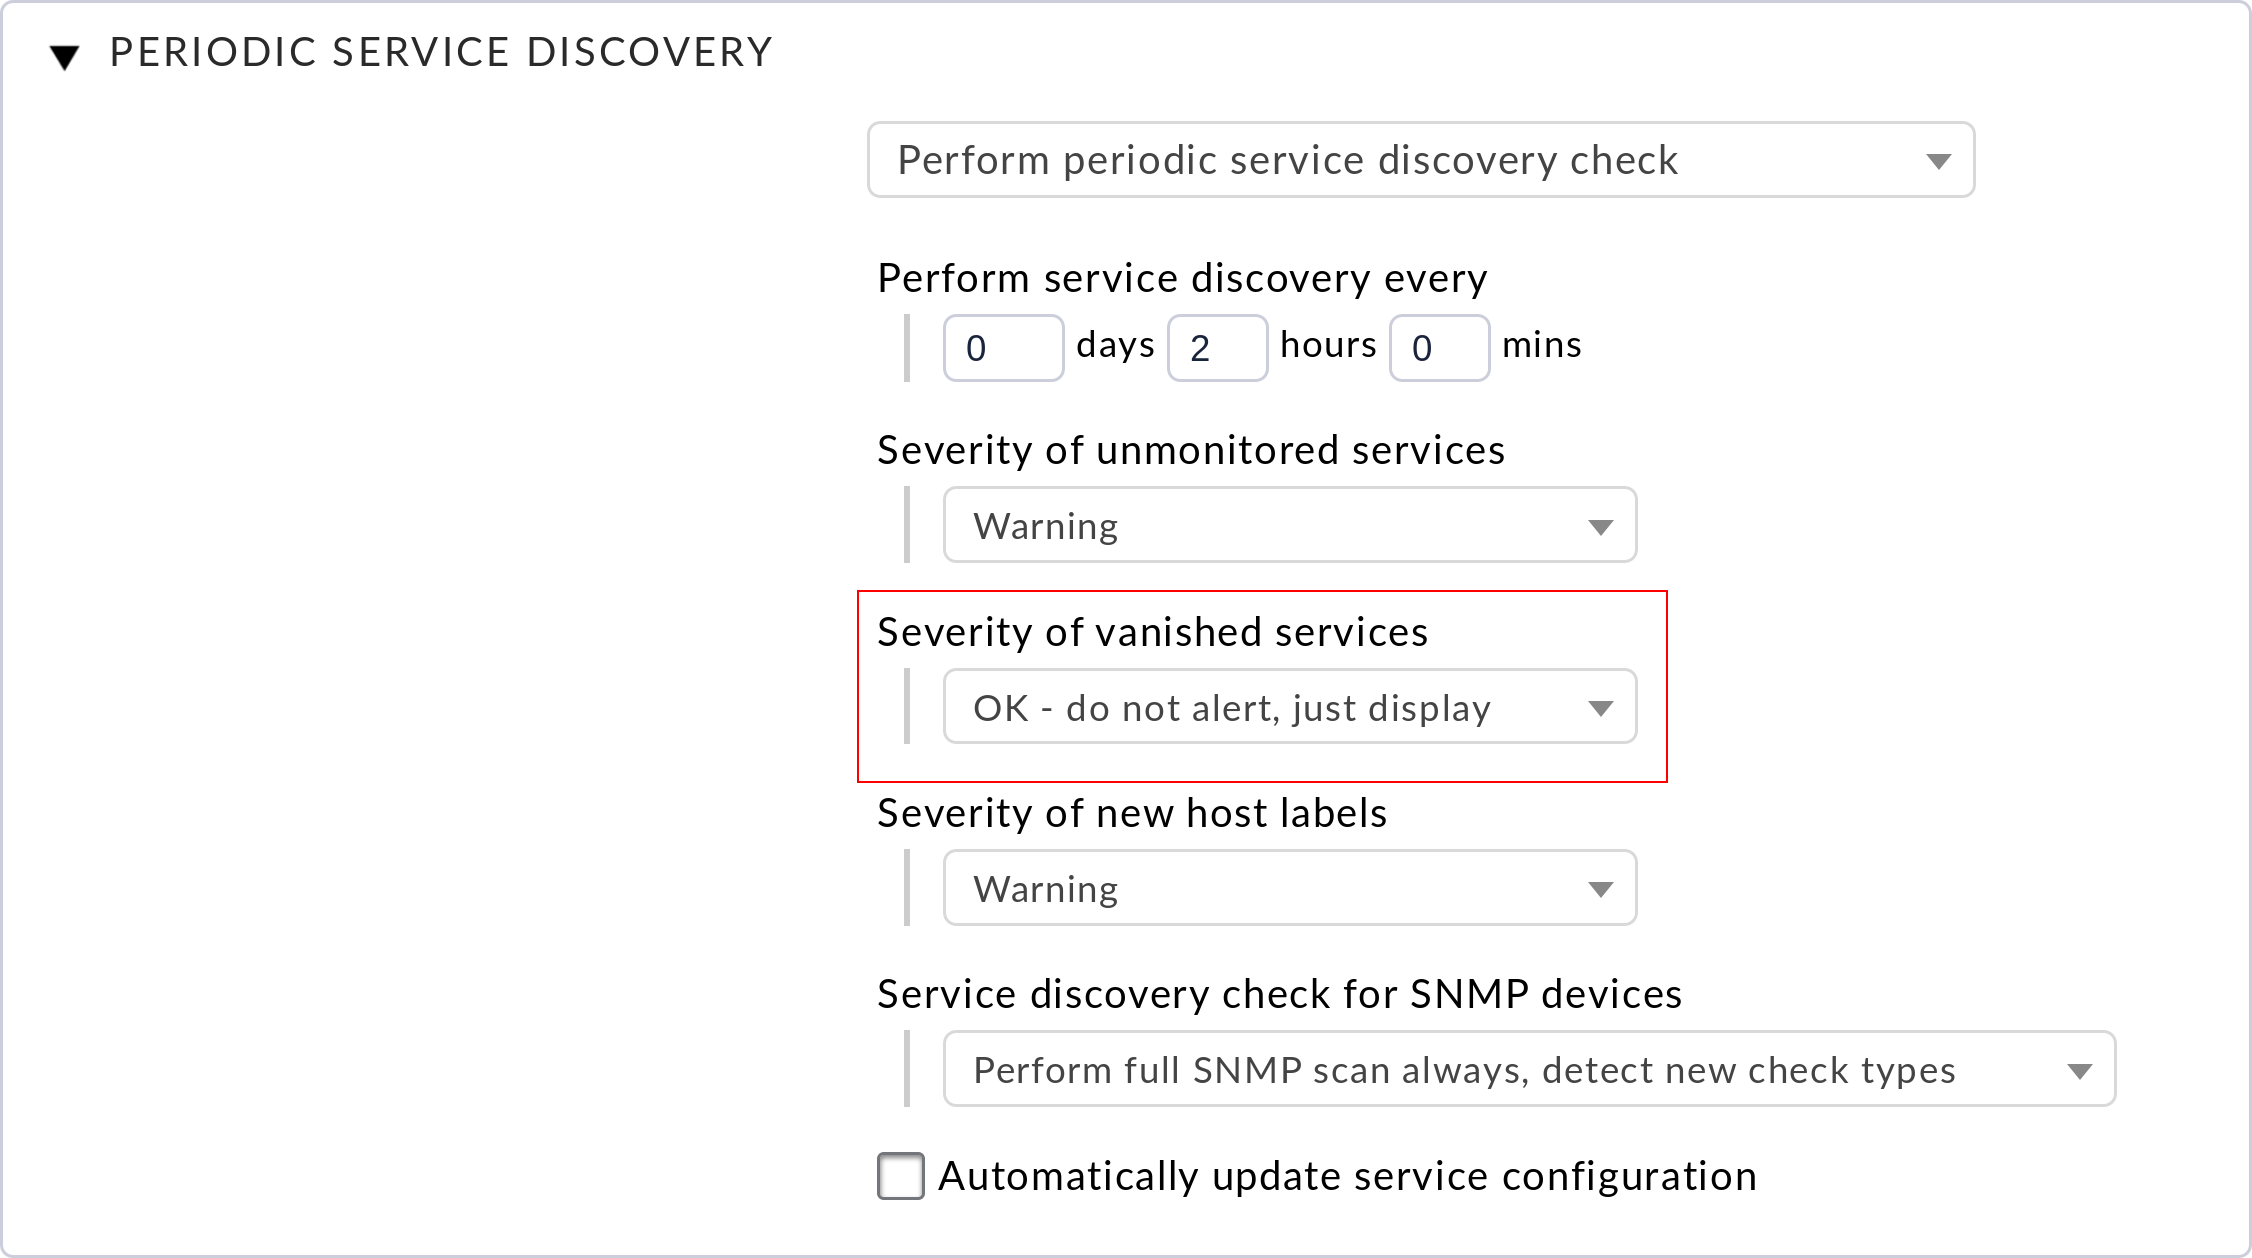 PERIODIC SERVICE DISCOVERY
Perform periodic service discovery check
Perform service discovery every
0 days 2 hours 0 mins
Severity of unmonitored services
Warning
Severity of vanished services
OK - do not alert, just display
Severity of new host labels
Warning
Service discovery check for SNMP devices
Perform full SNMP scan always, detect new check types
Automatically update service configuration